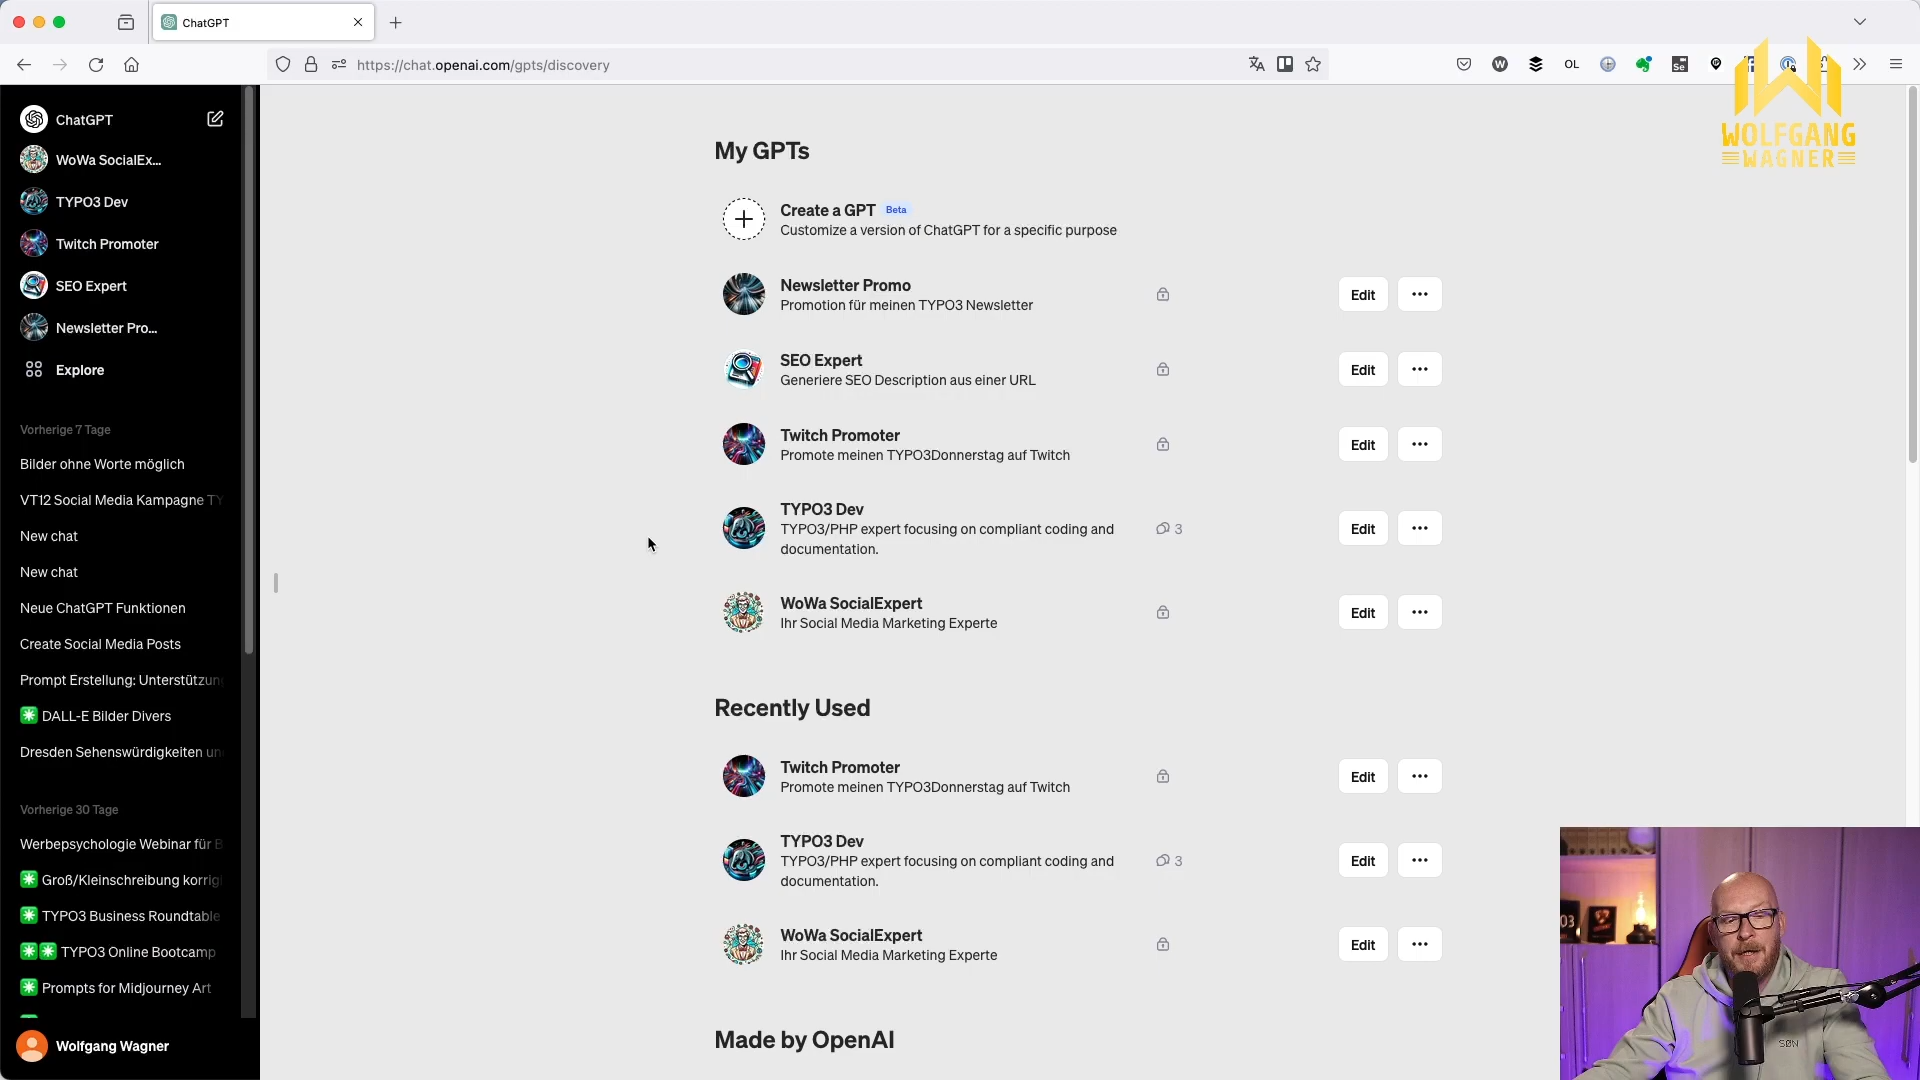 ChatGPT
https://chat.openai.com/gpts/discovery
W
OL
Se
WOLFGANG
WAGNER
ChatGPT
WoWa SocialEx...
TYPO3 Dev
Twitch Promoter
SEO Expert
Newsletter Pro...
Explore
Vorherige 7 Tage
Bilder ohne Worte möglich
VT12 Social Media Kampagne TY
New chat
New chat
Neue ChatGPT Funktionen
Create Social Media Posts
Prompt Erstellung: Unterstützung
DALL-E Bilder Divers
Dresden Sehenswürdigkeiten un
Vorherige 30 Tage
Werbepsychologie Webinar für B
Groß/Kleinschreibung korrig
TYPO3 Business Roundtable
TYPO3 Online Bootcamp
Prompts for Midjourney Art
Wolfgang Wagner
My GPTs
Create a GPT Beta
Customize a version of ChatGPT for a specific purpose
Newsletter Promo
Promotion für meinen TYPO3 Newsletter
Edit
SEO Expert
Generiere SEO Description aus einer URL
Edit
Twitch Promoter
Promote meinen TYPO3Donnerstag auf Twitch
Edit
TYPO3 Dev
TYPO3/PHP expert focusing on compliant coding and
documentation.
3
Edit
WoWa SocialExpert
Ihr Social Media Marketing Experte
Edit
Recently Used
Twitch Promoter
Promote meinen TYPO3Donnerstag auf Twitch
Edit
TYPO3 Dev
TYPO3/PHP expert focusing on compliant coding and
documentation.
3
Edit
WoWa SocialExpert
Ihr Social Media Marketing Experte
Edit
Made by OpenAI